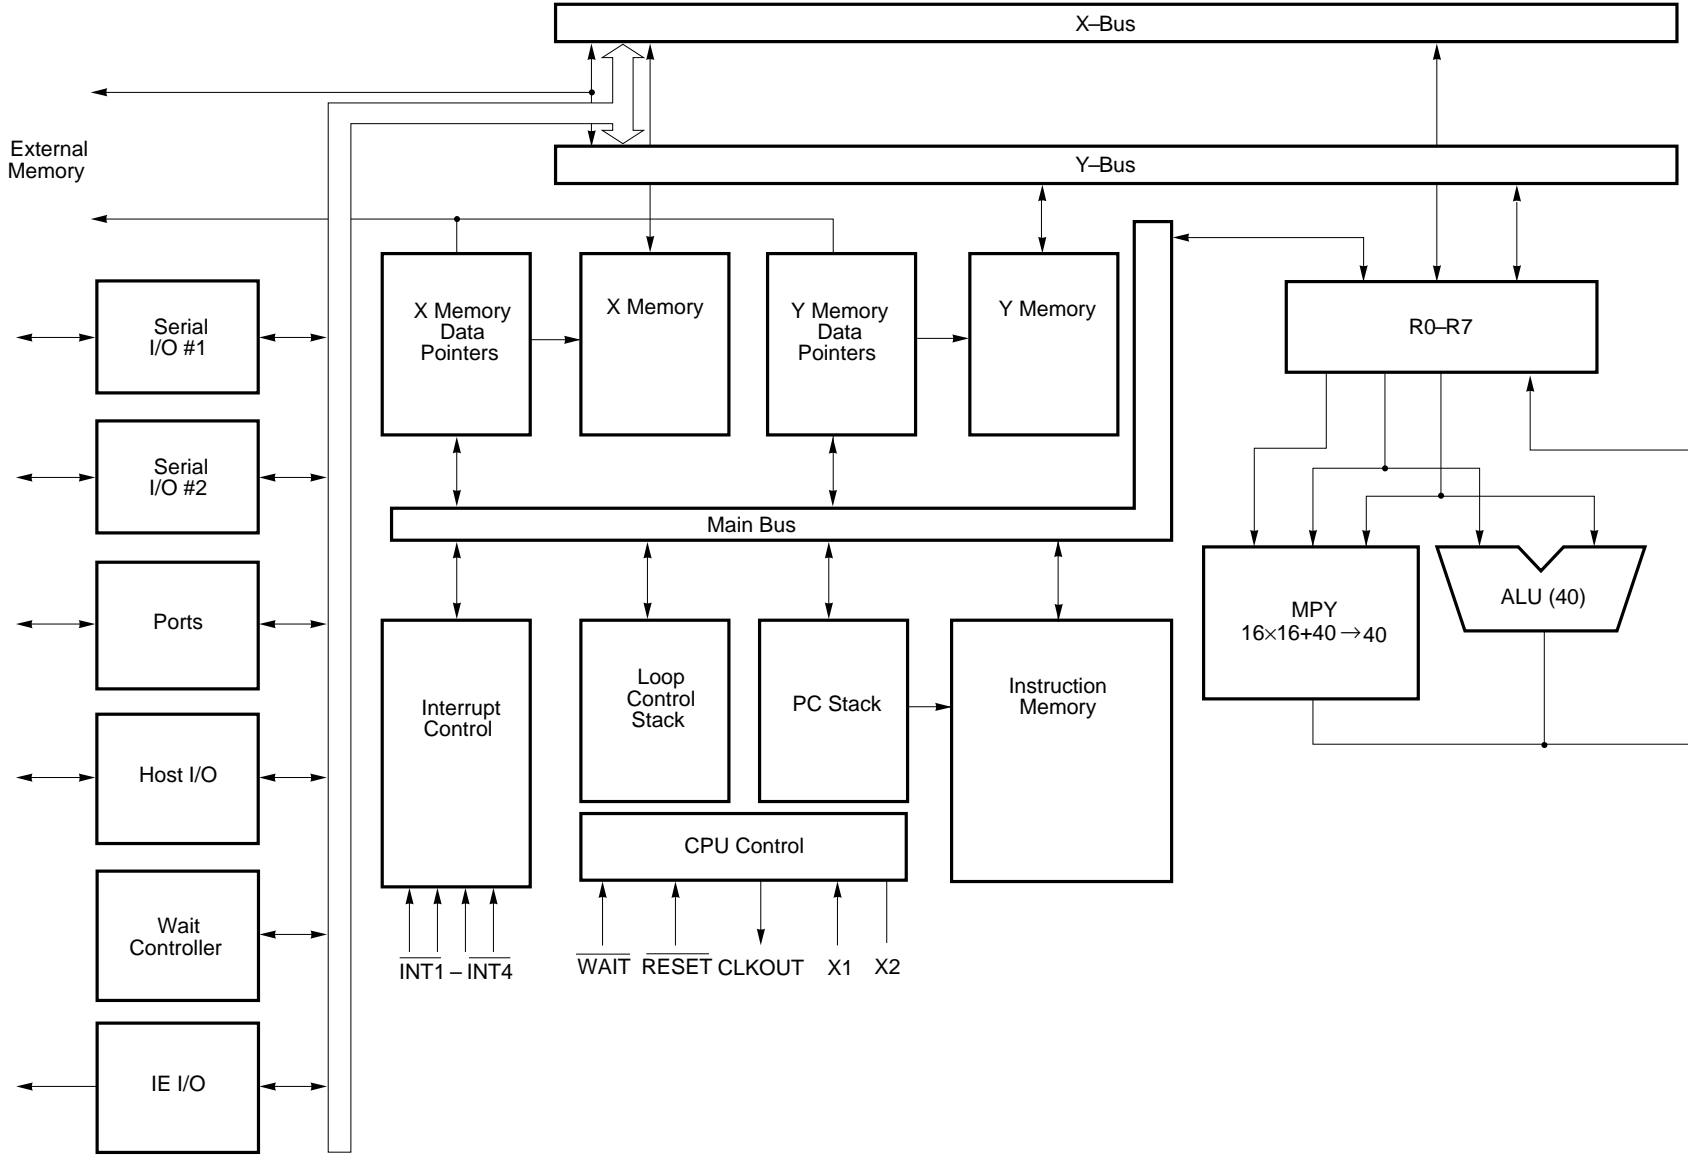 X–Bus
External
Memory
Y–Bus
Serial
I/O #1
X Memory
Data
Pointers
X Memory
Y Memory
Data
Pointers
Y Memory
R0–R7
Serial
I/O #2
Main Bus
Ports
MPY
16×16+40→40
ALU (40)
Host I/O
Interrupt
Control
Loop
Control
Stack
PC Stack
Instruction
Memory
CPU Control
Wait
Controller
INT1 – INT4
WAIT
RESET
CLKOUT
X1
X2
IE I/O